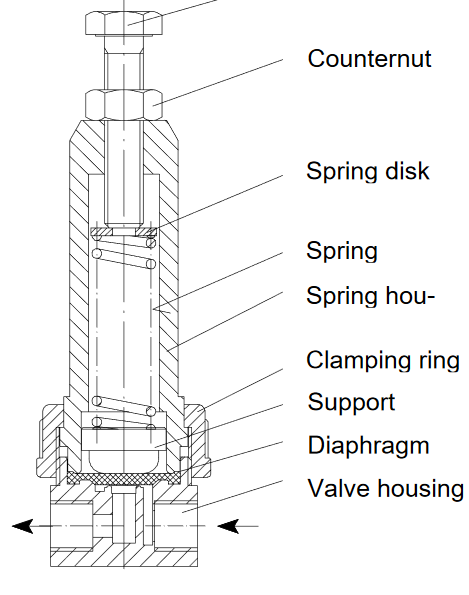 Counternut
Spring disk
Spring
Spring hou-
Clamping ring
Support
Diaphragm
Valve housing